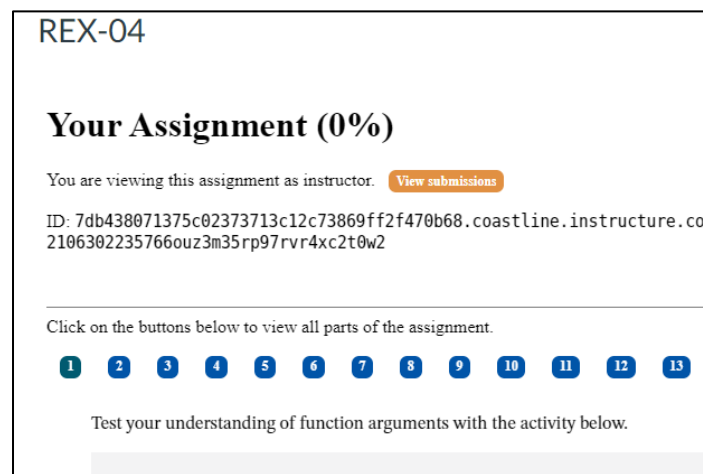 REX-04
Your Assignment (0%)
You are viewing this assignment as instructor. View submissions
ID: 7db438071375c02373713c12c73869ff2f470b68.coastline.instructure.co
2106302235766ouz3m35rp97rvr4xc2t0w2
Click on the buttons below to view all parts of the assignment.
1 2 3 4 5 6 7 8 9 10 11 12 13
Test your understanding of function arguments with the activity below.